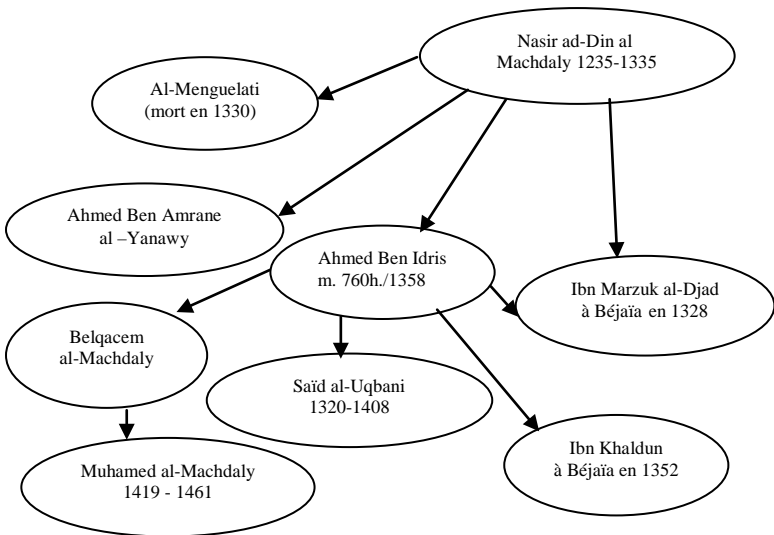 Nasir ad-Din al
Machdaly 1235-1335
Al-Menguelati
(mort en 1330)
Ahmed Ben Amrane
al –Yanawy
Ahmed Ben Idris
m. 760h./1358
Ibn Marzuk al-Djad
à Béjaïa en 1328
Belqacem
al-Machdaly
Saïd al-Uqbani
1320-1408
Ibn Khaldun
à Béjaïa en 1352
Muhamed al-Machdaly
1419 - 1461